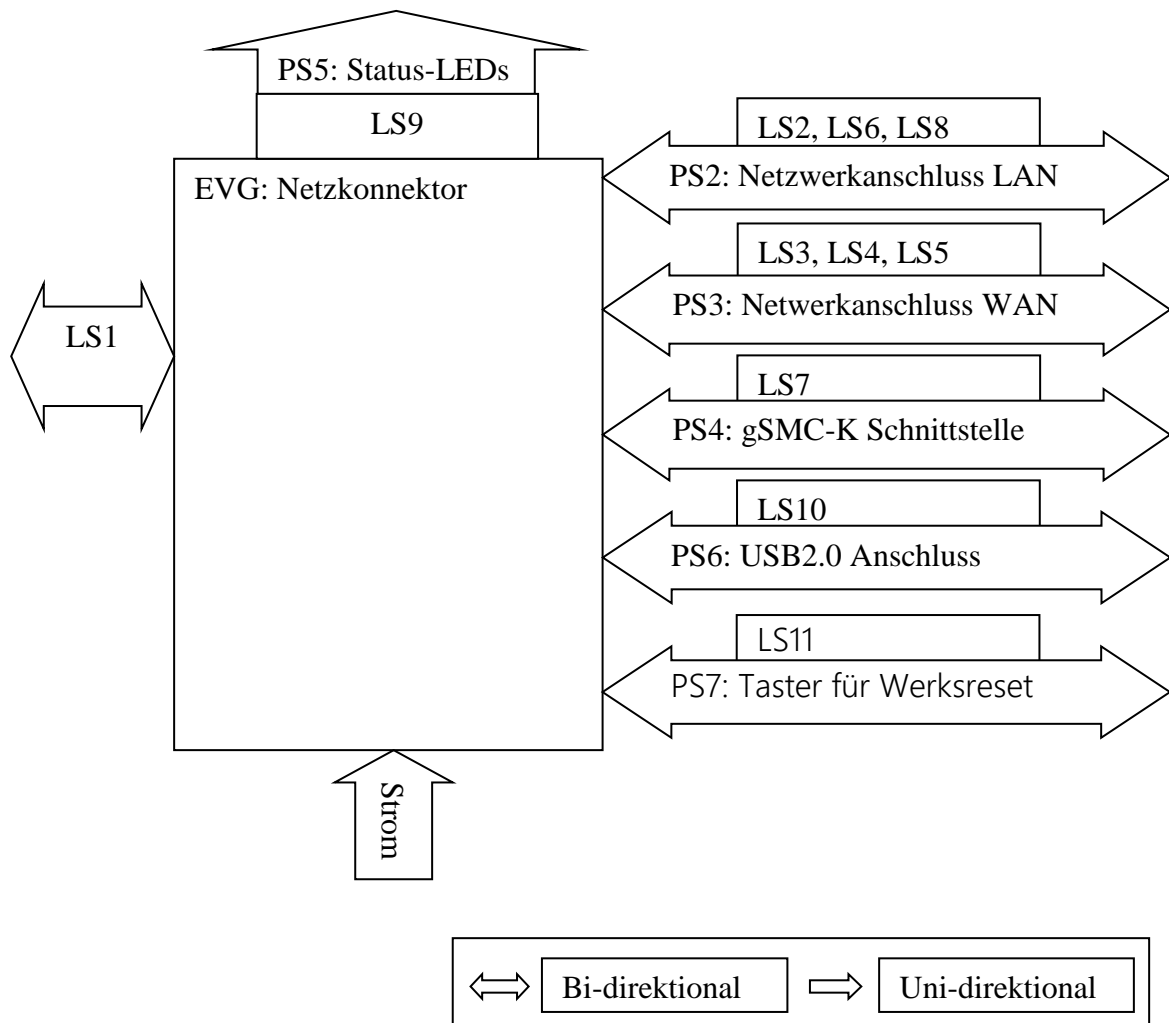 PS5: Status-LEDs
LS9
EVG: Netzkonnektor
LS1
LS2, LS6, LS8
PS2: Netzwerkanschluss LAN
LS3, LS4, LS5
PS3: Netwerkanschluss WAN
LS7
PS4: gSMC-K Schnittstelle
LS10
PS6: USB2.0 Anschluss
LS11
PS7: Taster für Werksreset
Strom
Bi-direktional
Uni-direktional